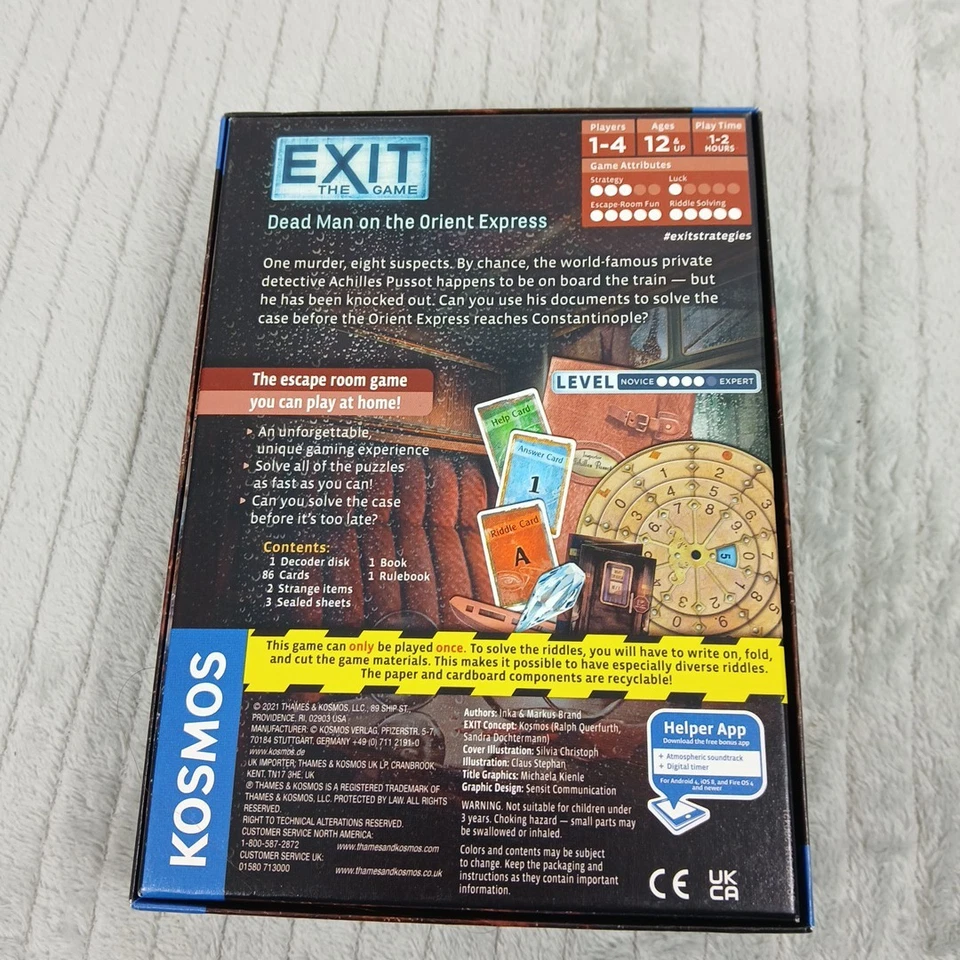 EXIT
THE GAME
Dead Man on the Orient Express
Players
1-4
Ages
12 & UP
Play Time
1-2
HOURS
Game Attributes
Strategy
Luck
Escape-Room Fun
Riddle Solving
#exitstrategies
One murder, eight suspects. By chance, the world-famous private
detective Achilles Pussot happens to be on board the train — but
he has been knocked out. Can you use his documents to solve the
case before the Orient Express reaches Constantinople?
The escape room game
you can play at home!
LEVEL NOVICE EXPERT
An unforgettable,
unique gaming experience
Solve all of the puzzles
as fast as you can!
Can you solve the case
before it's too late?
Help Card
Answer Card
1
Riddle Card
A
Contents:
1 Decoder disk
86 Cards
2 Strange items
3 Sealed sheets
1 Book
1 Rulebook
This game can only be played once. To solve the riddles, you will have to write on, fold,
and cut the game materials. This makes it possible to have especially diverse riddles.
The paper and cardboard components are recyclable!
KOSMOS
© 2021 THAMES & KOSMOS, LLC., 89 SHIP ST.,
PROVIDENCE, RI, 02903 USA
MANUFACTURER: © KOSMOS VERLAG, PFIZERSTR. 5-7,
70184 STUTTGART, GERMANY +49 (0) 711 2191-0
www.kosmos.de
UK IMPORTER; THAMES & KOSMOS UK LP, CRANBROOK,
KENT, TN17 3HE, UK
® THAMES & KOSMOS IS A REGISTERED TRADEMARK OF
THAMES & KOSMOS, LLC. PROTECTED BY LAW. ALL RIGHTS
RESERVED.
RIGHT TO TECHNICAL ALTERATIONS RESERVED.
CUSTOMER SERVICE NORTH AMERICA:
1-800-587-2872 www.thamesandkosmos.com
CUSTOMER SERVICE UK:
01580 713000 www.thamesandkosmos.co.uk
Authors: Inka & Markus Brand
EXIT Concept: Kosmos (Ralph Querfurth,
Sandra Dochtermann)
Cover Illustration: Silvia Christoph
Illustration: Claus Stephan
Title Graphics: Michaela Kienle
Graphic Design: Sensit Communication
WARNING. Not suitable for children under
3 years. Choking hazard — small parts may
be swallowed or inhaled.
Colors and contents may be subject
to change. Keep the packaging and
instructions as they contain important
information.
Helper App
Download the free bonus app
+ Atmospheric soundtrack
+ Digital timer
For Android 4, iOS 8, and Fire OS 4
and newer
CE
UK
CA